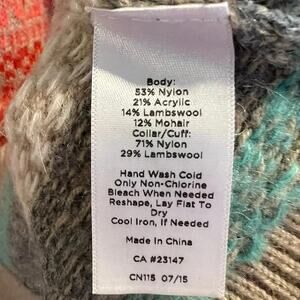 Body:
53% Nylon
21% Acrylic
14% Lambswool
12% Mohair
Collar/Cuff:
71% Nylon
29% Lambswool
Hand Wash Cold
Only Non-Chlorine
Bleach When Needed
Reshape, Lay Flat To
Dry
Cool Iron, If Needed
Made In China
CA #23147
CN115 07/15